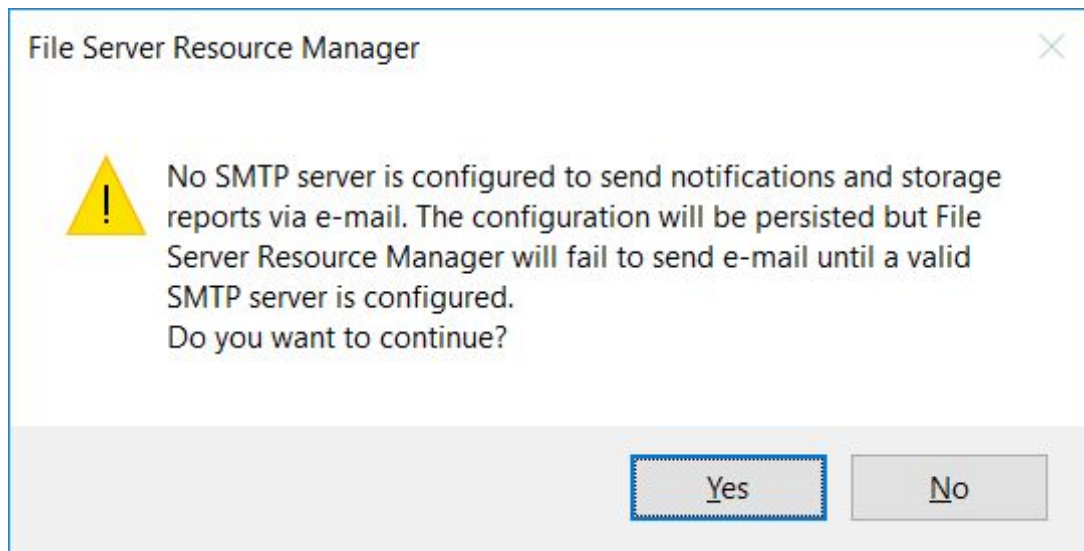 File Server Resource Manager
No SMTP server is configured to send notifications and storage
reports via e-mail. The configuration will be persisted but File
Server Resource Manager will fail to send e-mail until a valid
SMTP server is configured.
Do you want to continue?
Yes
No